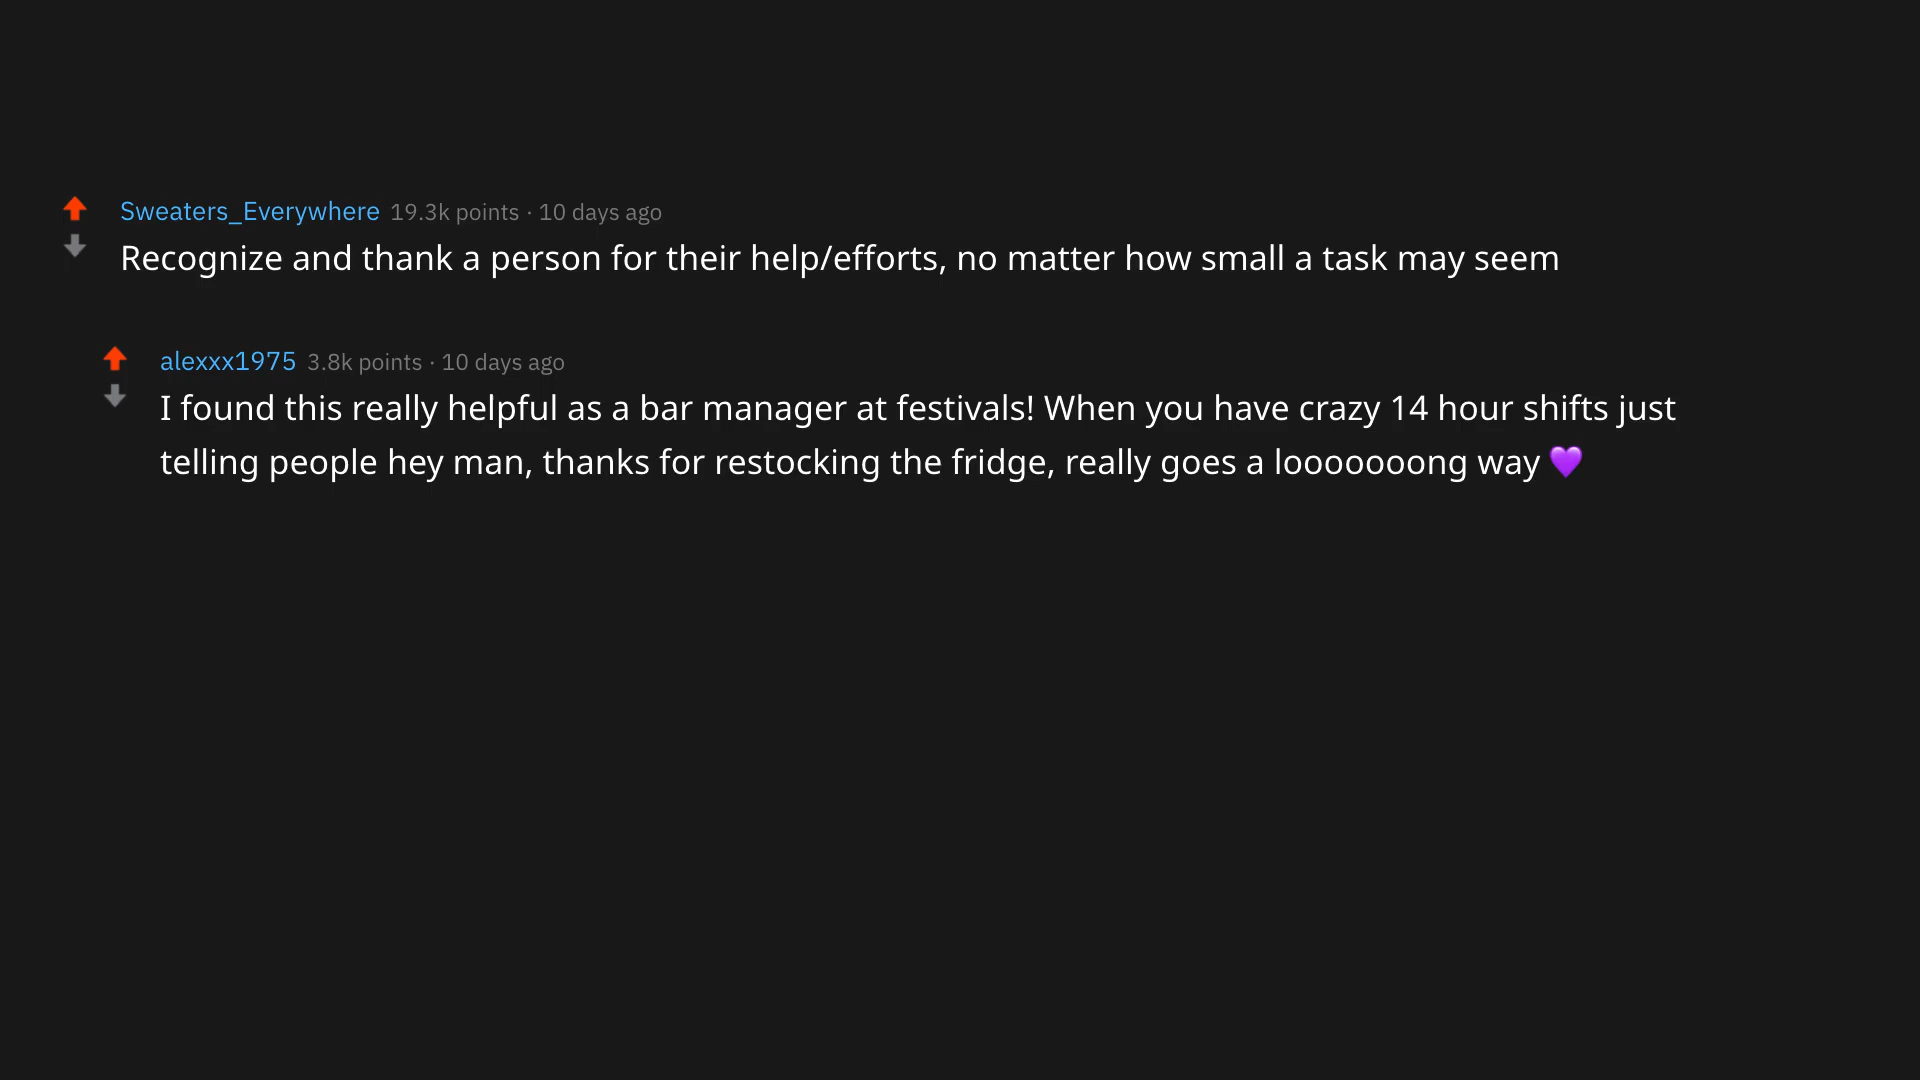 Sweaters_Everywhere 19.3k points · 10 days ago
Recognize and thank a person for their help/efforts, no matter how small a task may seem
alexxx1975 3.8k points · 10 days ago
I found this really helpful as a bar manager at festivals! When you have crazy 14 hour shifts just
telling people hey man, thanks for restocking the fridge, really goes a looooooong way 💜